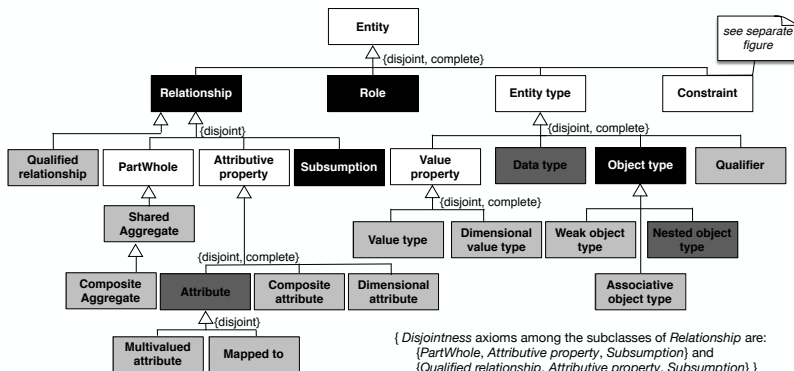 Entity
see separate
figure
{disjoint, complete}
Relationship
Role
Entity type
Constraint
{disjoint}
{disjoint, complete}
Qualified
relationship
PartWhole
Attributive
property
Subsumption
Value
property
Data type
Object type
Qualifier
{disjoint, complete}
Shared
Aggregate
Value type
Dimensional
value type
Weak object
type
Nested object
type
{disjoint, complete}
Composite
Aggregate
Attribute
Composite
attribute
Dimensional
attribute
Associative
object type
{disjoint}
Multivalued
attribute
Mapped to
{ Disjointness axioms among the subclasses of Relationship are:
{PartWhole, Attributive property, Subsumption} and
{Qualified relationship, Attributive property, Subsumption} }